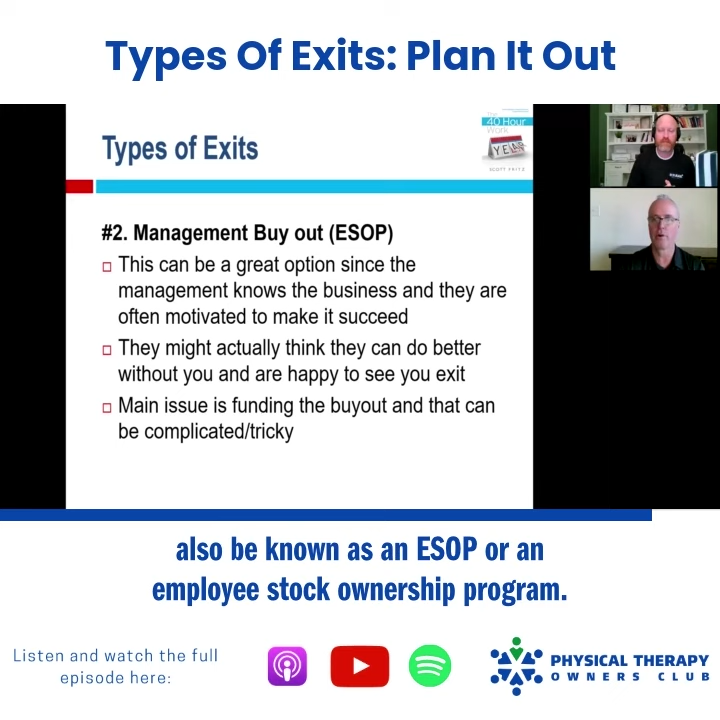 Types Of Exits: Plan It Out
Types of Exits
The
40 Hour
Work
YEAR
SCOTT FRITZ
#2. Management Buy out (ESOP)
This can be a great option since the
management knows the business and they are
often motivated to make it succeed
They might actually think they can do better
without you and are happy to see you exit
Main issue is funding the buyout and that can
be complicated/tricky
also be known as an ESOP or an
employee stock ownership program.
Listen and watch the full
episode here:
PHYSICAL THERAPY
OWNERS CLUB